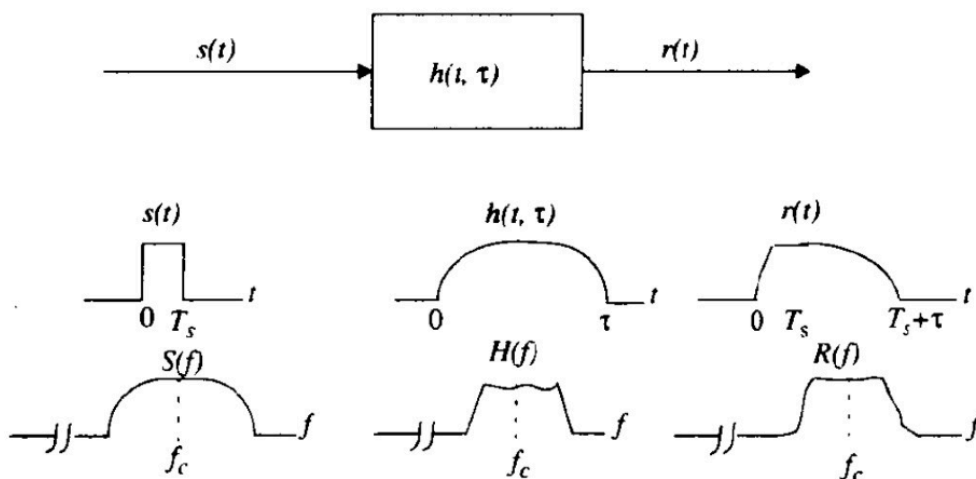 s(t) h(t, τ) r(t)
s(t) h(t, τ) r(t)
t t t
0 T_s 0 τ 0 T_s T_s+τ
S(f) H(f) R(f)
f f f
f_c f_c f_c